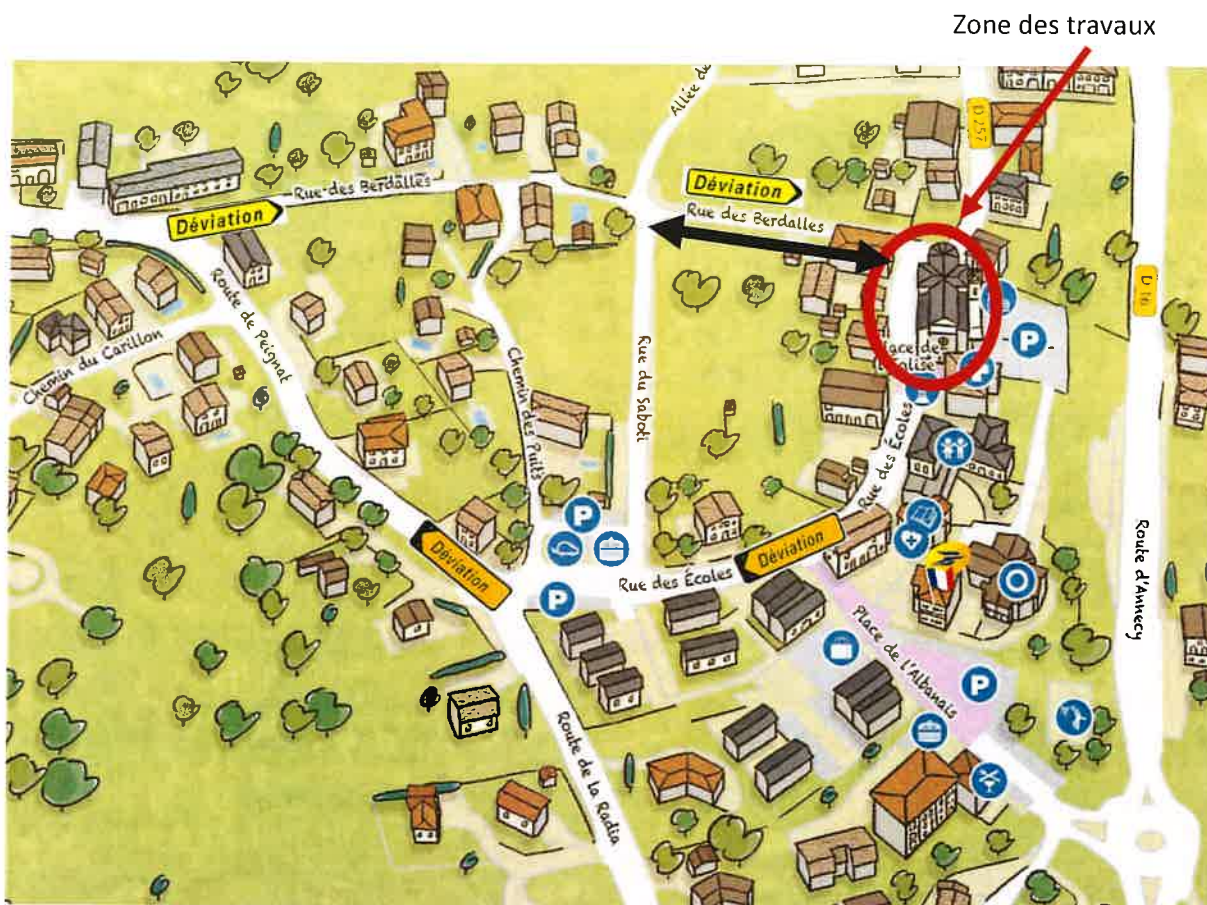 Zone des travaux
Allée de
D 257
Rue des Berdalles
Déviation
Déviation
Rue des Berdalles
D 16
Route de Peignat
Chemin du Carillon
P
Chemin des Puits
Rue du Saboti
Rue des Écoles
P
Déviation
Déviation
Rue des Écoles
P
Place de l'Albanais
P
Route d'Annecy
Route de la Radia